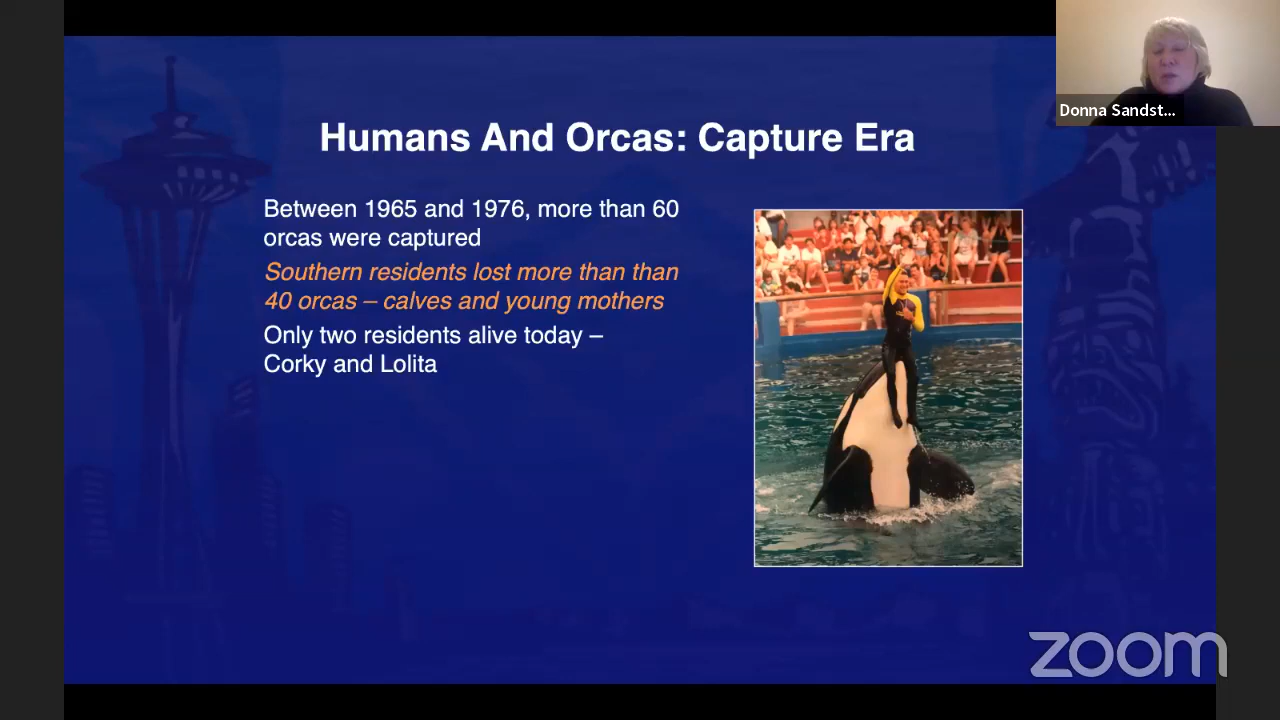 Donna Sandst...
Humans And Orcas: Capture Era
Between 1965 and 1976, more than 60
orcas were captured
Southern residents lost more than than
40 orcas – calves and young mothers
Only two residents alive today –
Corky and Lolita
zoom